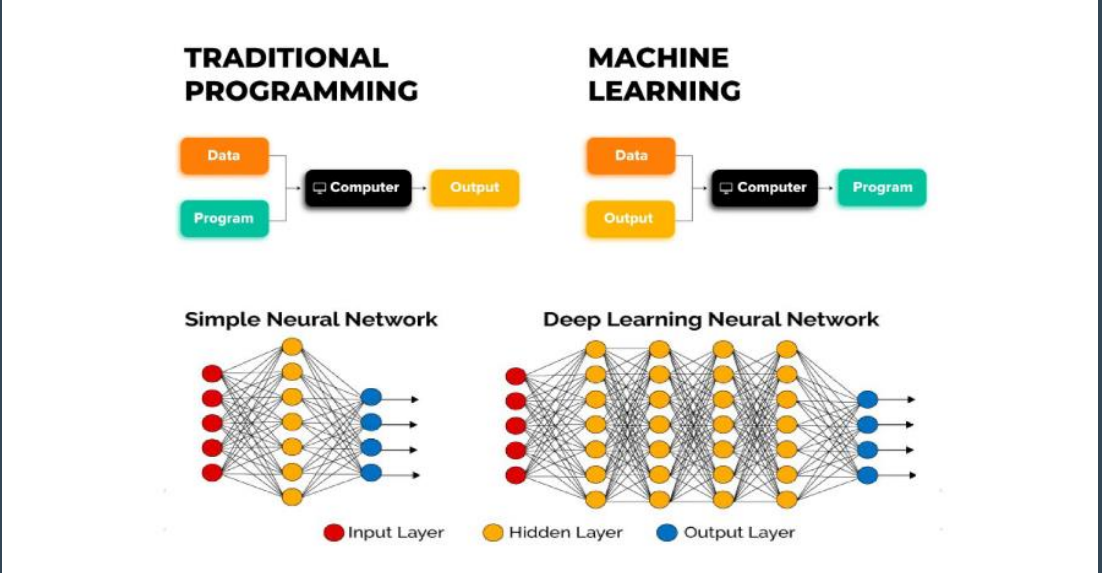 TRADITIONAL
PROGRAMMING
Data
Program
Computer
Output
MACHINE
LEARNING
Data
Output
Computer
Program
Simple Neural Network
Deep Learning Neural Network
Input Layer
Hidden Layer
Output Layer